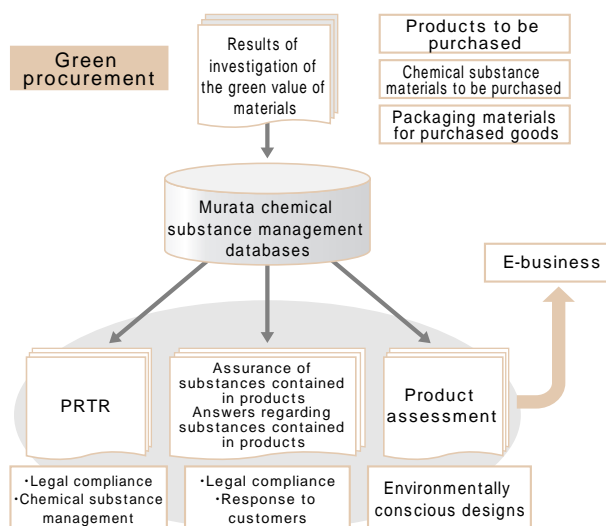 Green
procurement
Results of
investigation of
the green value of
materials
Products to be
purchased
Chemical substance
materials to be purchased
Packaging materials
for purchased goods
Murata chemical
substance management
databases
E-business
PRTR
Assurance of
substances contained
in products
Answers regarding
substances contained
in products
Product
assessment
・Legal compliance
・Chemical substance
management
・Legal compliance
・Response to
customers
Environmentally
conscious designs